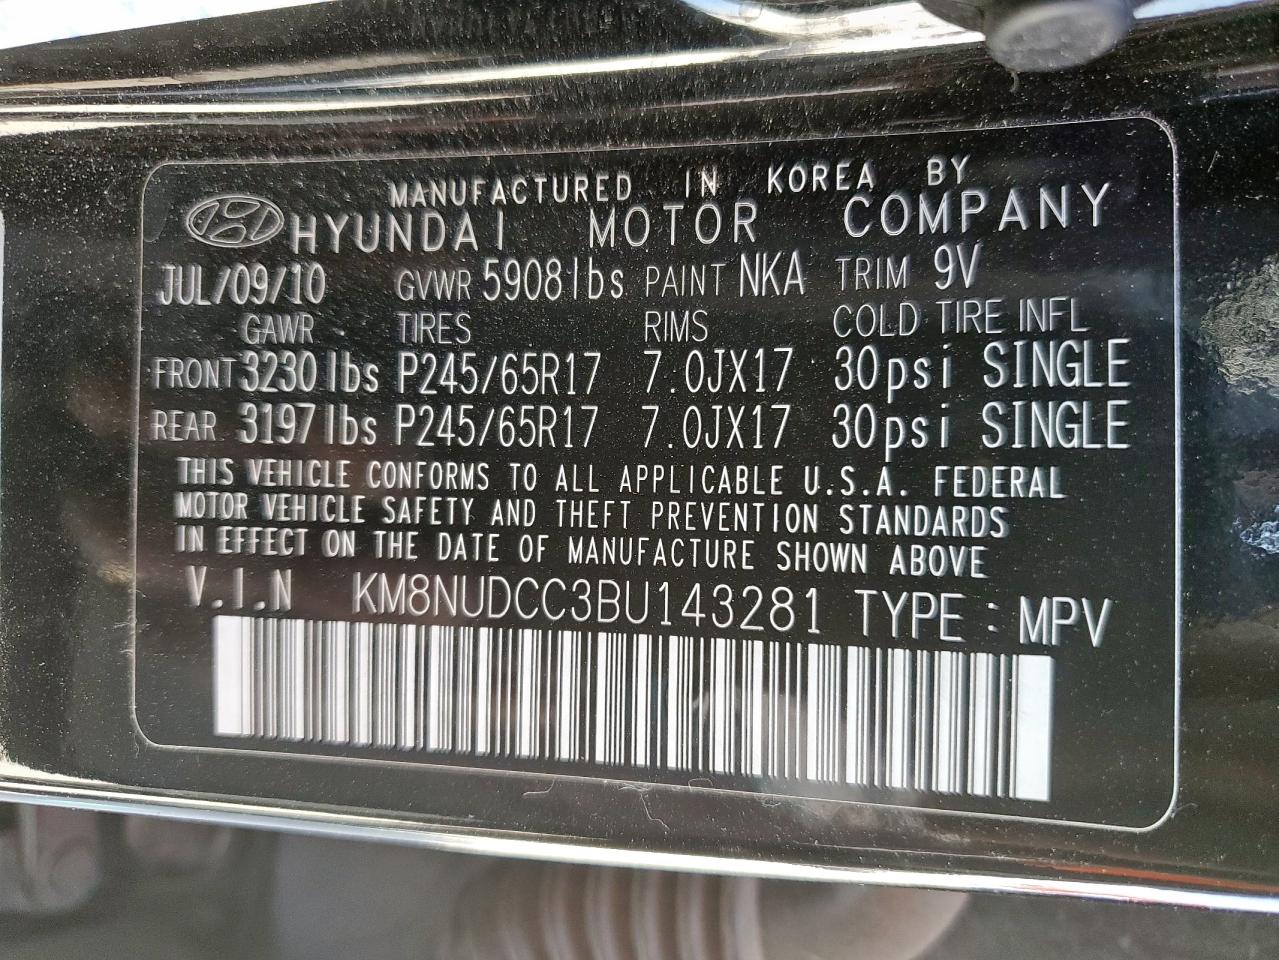 MANUFACTURED IN KOREA BY
HYUNDAI MOTOR COMPANY
JUL/09/10 GVWR 5908lbs PAINT NKA TRIM 9V
GAWR TIRES RIMS COLD TIRE INFL
FRONT 3230lbs P245/65R17 7.0JX17 30psi SINGLE
REAR 3197lbs P245/65R17 7.0JX17 30psi SINGLE
THIS VEHICLE CONFORMS TO ALL APPLICABLE U.S.A. FEDERAL
MOTOR VEHICLE SAFETY AND THEFT PREVENTION STANDARDS
IN EFFECT ON THE DATE OF MANUFACTURE SHOWN ABOVE
V.I.N KM8NUDCC3BU143281 TYPE : MPV